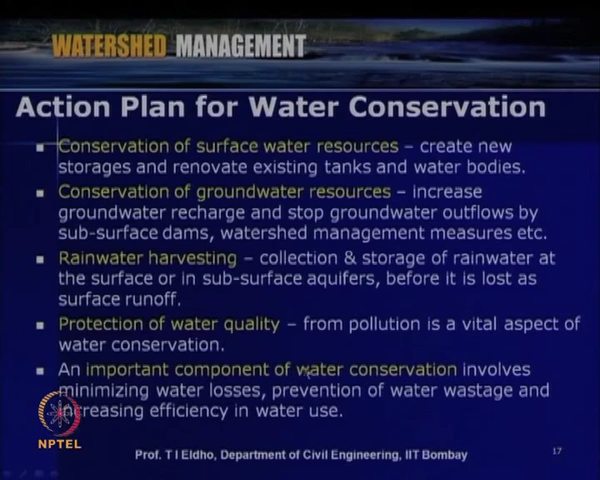 WATERSHED MANAGEMENT
Action Plan for Water Conservation
▪ Conservation of surface water resources – create new
storages and renovate existing tanks and water bodies.
▪ Conservation of groundwater resources – increase
groundwater recharge and stop groundwater outflows by
sub-surface dams, watershed management measures etc.
▪ Rainwater harvesting – collection & storage of rainwater at
the surface or in sub-surface aquifers, before it is lost as
surface runoff.
▪ Protection of water quality – from pollution is a vital aspect of
water conservation.
▪ An important component of water conservation involves
minimizing water losses, prevention of water wastage and
increasing efficiency in water use.
NPTEL
Prof. T I Eldho, Department of Civil Engineering, IIT Bombay
17